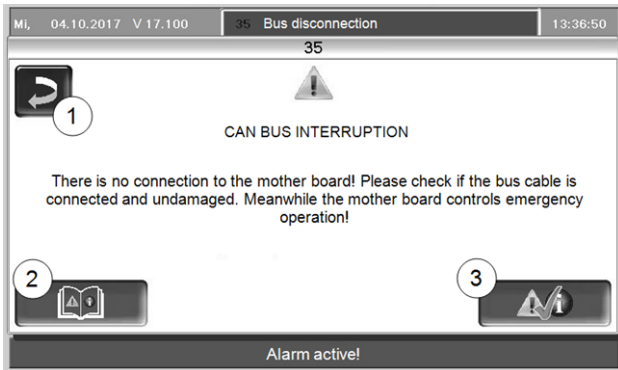 Mi, 04.10.2017 V 17.100 35 Bus disconnection 13:36:50
35
1
CAN BUS INTERRUPTION
There is no connection to the mother board! Please check if the bus cable is
connected and undamaged. Meanwhile the mother board controls emergency
operation!
2 3
Alarm active!